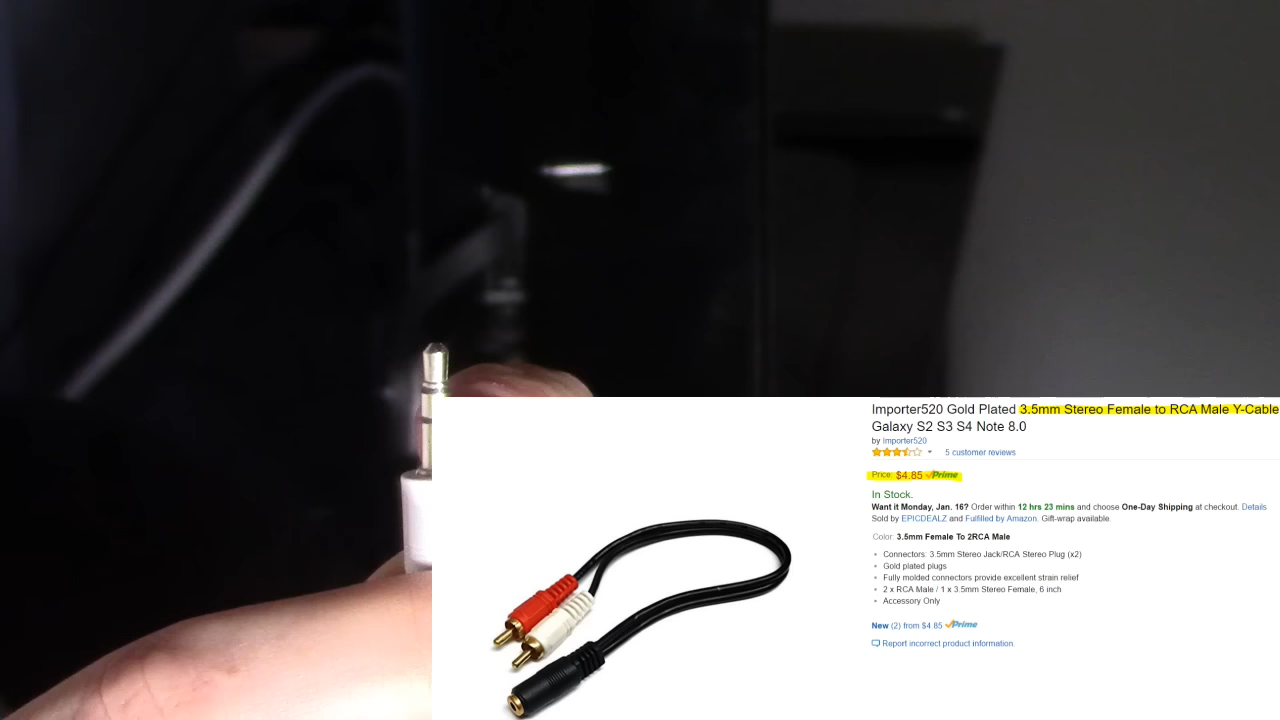 Importer520 Gold Plated 3.5mm Stereo Female to RCA Male Y-Cable
Galaxy S2 S3 S4 Note 8.0
by Importer520
5 customer reviews
Price: $4.85 Prime
In Stock.
Want it Monday, Jan. 16? Order within 12 hrs 23 mins and choose One-Day Shipping at checkout. Details
Sold by EPICDEALZ and Fulfilled by Amazon. Gift-wrap available.
Color: 3.5mm Female To 2RCA Male
• Connectors: 3.5mm Stereo Jack/RCA Stereo Plug (x2)
• Gold plated plugs
• Fully molded connectors provide excellent strain relief
• 2 x RCA Male / 1 x 3.5mm Stereo Female, 6 inch
• Accessory Only
New (2) from $4.85 Prime
Report incorrect product information.